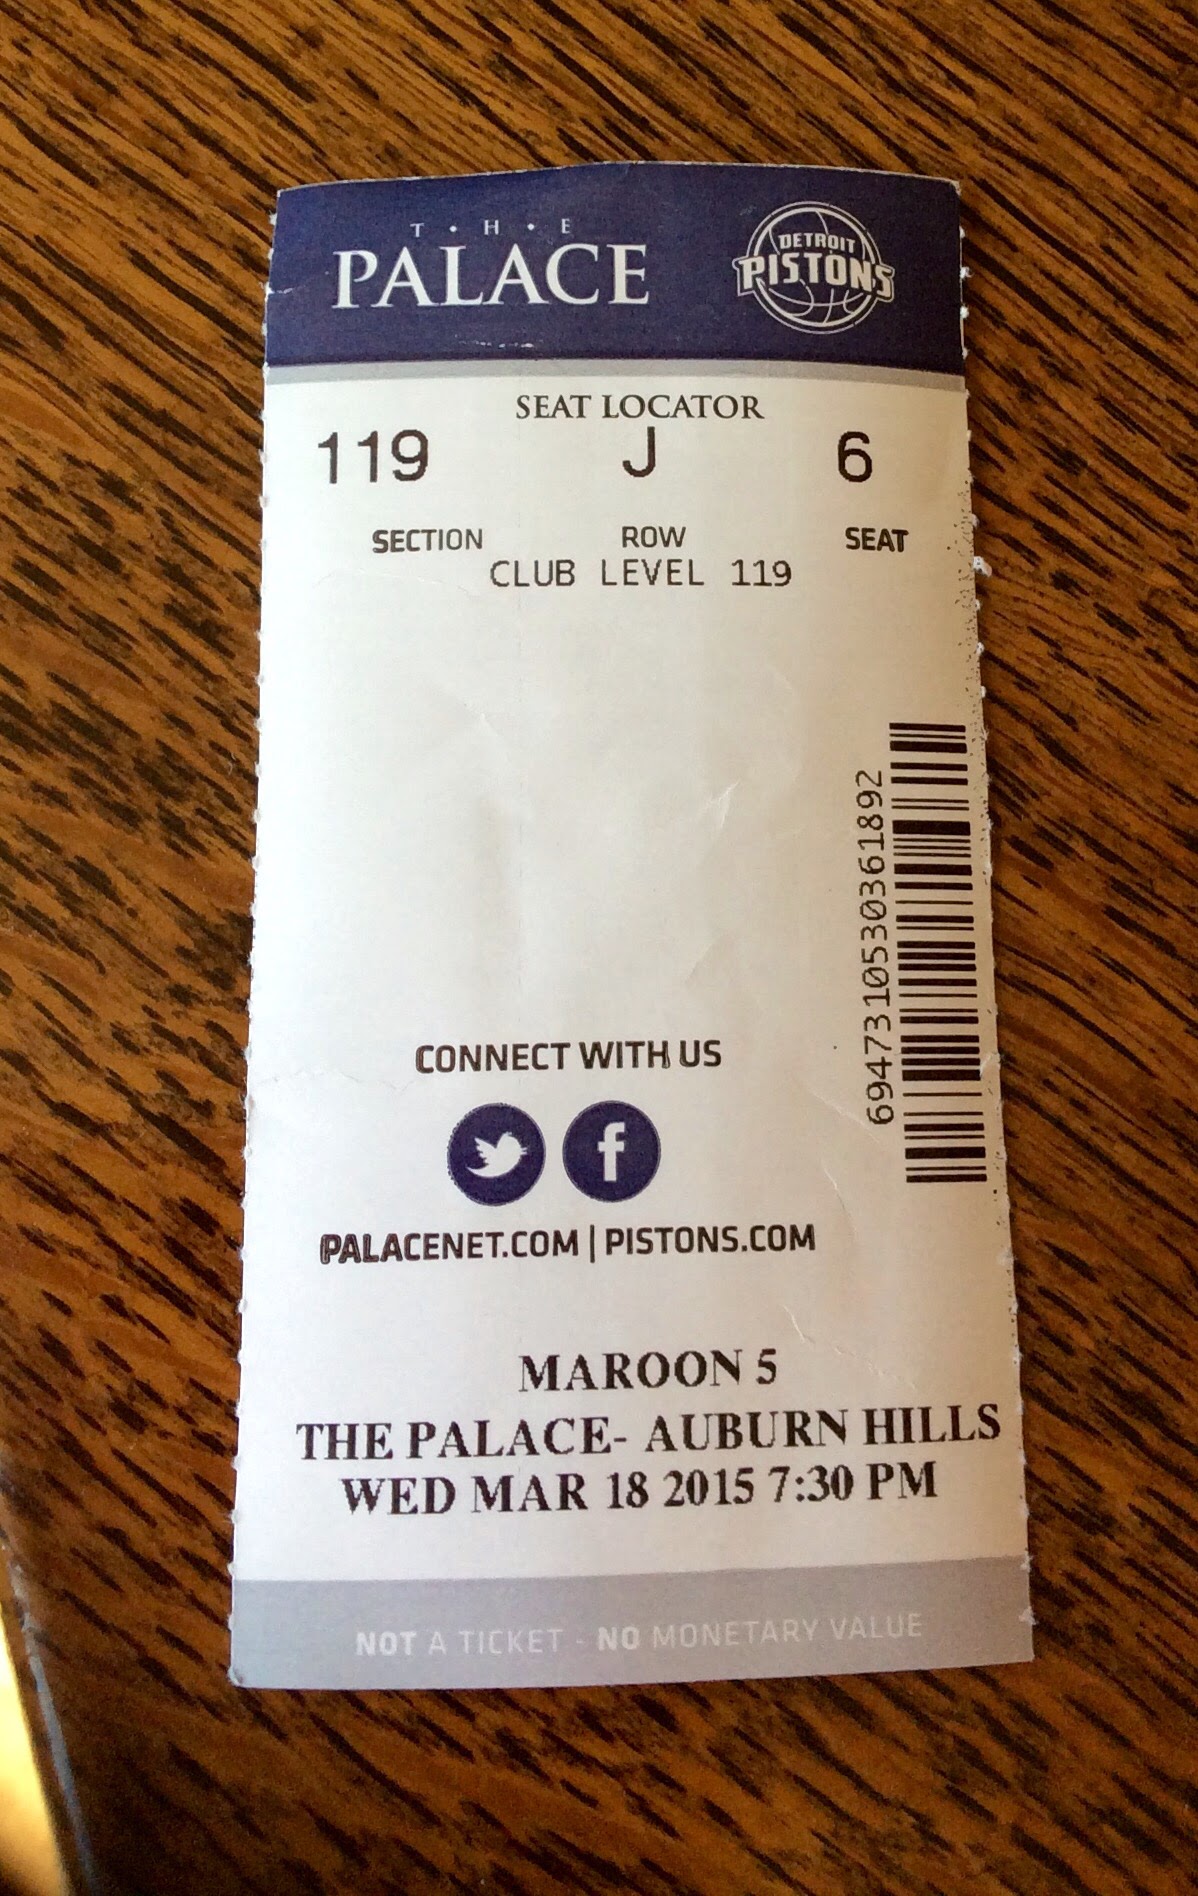 T • H • E
PALACE
DETROIT
PISTONS
SEAT LOCATOR
119 J 6
SECTION ROW SEAT
CLUB LEVEL 119
6947310530361892
CONNECT WITH US
PALACENET.COM | PISTONS.COM
MAROON 5
THE PALACE- AUBURN HILLS
WED MAR 18 2015 7:30 PM
NOT A TICKET - NO MONETARY VALUE